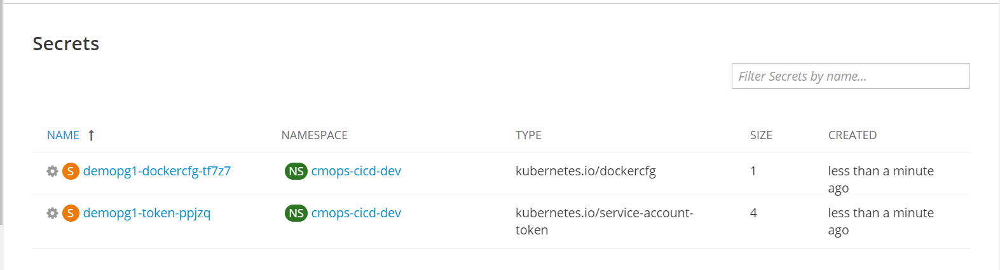 Secrets
Filter Secrets by name...
NAME NAMESPACE TYPE SIZE CREATED
S demopg1-dockercfg-tf7z7 NS cmops-cicd-dev kubernetes.io/dockercfg 1 less than a minute
ago
S demopg1-token-ppjzq NS cmops-cicd-dev kubernetes.io/service-account- 4 less than a minute
token ago